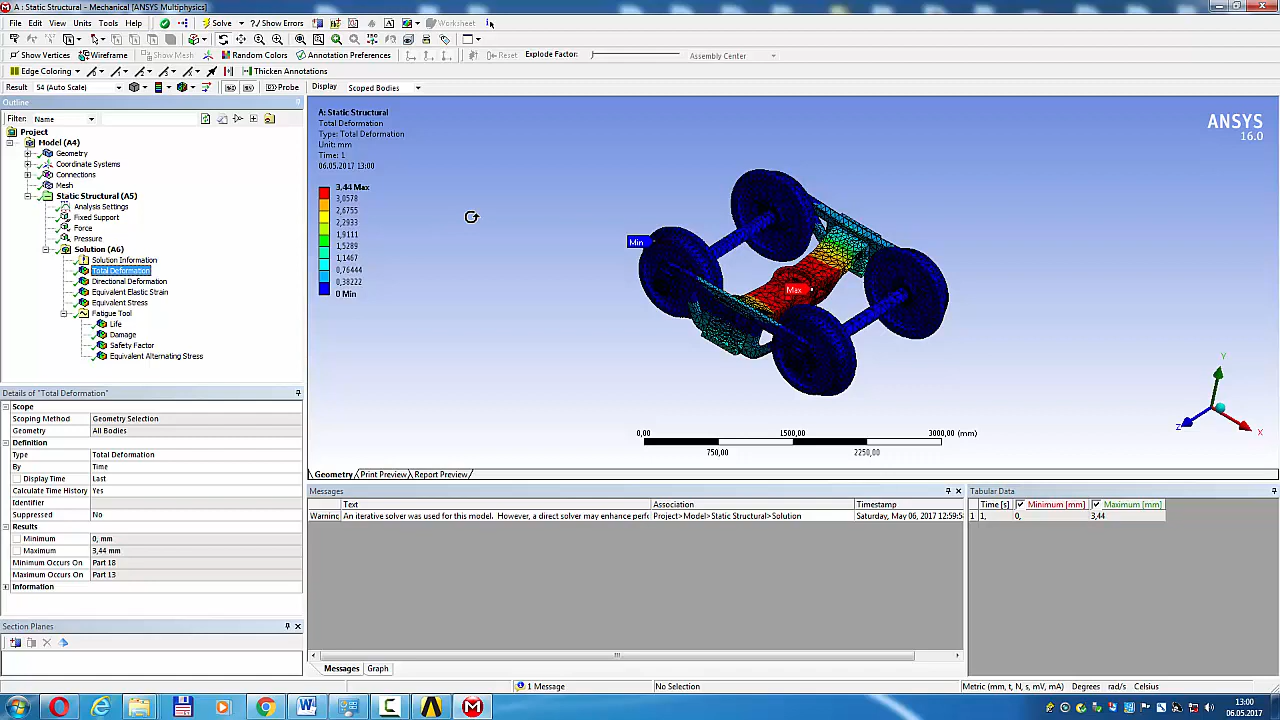 A : Static Structural - Mechanical [ANSYS Multiphysics]
File Edit View Units Tools Help Solve Show Errors Worksheet
Show Vertices Wireframe Show Mesh Random Colors Annotation Preferences Reset Explode Factor: Assembly Center
Edge Coloring Thicken Annotations
Result 54 (Auto Scale) Probe Display Scoped Bodies
Outline
Filter: Name
Project
Model (A4)
Geometry
Coordinate Systems
Connections
Mesh
Static Structural (A5)
Analysis Settings
Fixed Support
Force
Pressure
Solution (A6)
Solution Information
Total Deformation
Directional Deformation
Equivalent Elastic Strain
Equivalent Stress
Fatigue Tool
Life
Damage
Safety Factor
Equivalent Alternating Stress
Details of "Total Deformation"
Scope
Scoping Method Geometry Selection
Geometry All Bodies
Definition
Type Total Deformation
By Time
Display Time Last
Calculate Time History Yes
Identifier
Suppressed No
Results
Minimum 0, mm
Maximum 3,44 mm
Minimum Occurs On Part 18
Maximum Occurs On Part 13
Information
Section Planes
A: Static Structural
Total Deformation
Type: Total Deformation
Unit: mm
Time: 1
06.05.2017 13:00
3,44 Max
3,0578
2,6755
2,2933
1,9111
1,5289
1,1467
0,76444
0,38222
0 Min
ANSYS
16.0
Min
Max
Y
Z
X
0,00 1500,00 3000,00 (mm)
750,00 2250,00
Geometry Print Preview Report Preview
Messages
Text Association Timestamp
Warning An iterative solver was used for this model. However, a direct solver may enhance perfo Project>Model>Static Structural>Solution Saturday, May 06, 2017 12:59:5
Messages Graph
Tabular Data
Time [s] Minimum [mm] Maximum [mm]
1 1, 0, 3,44
1 Message No Selection Metric (mm, t, N, s, mV, mA) Degrees rad/s Celsius
13:00
06.05.2017